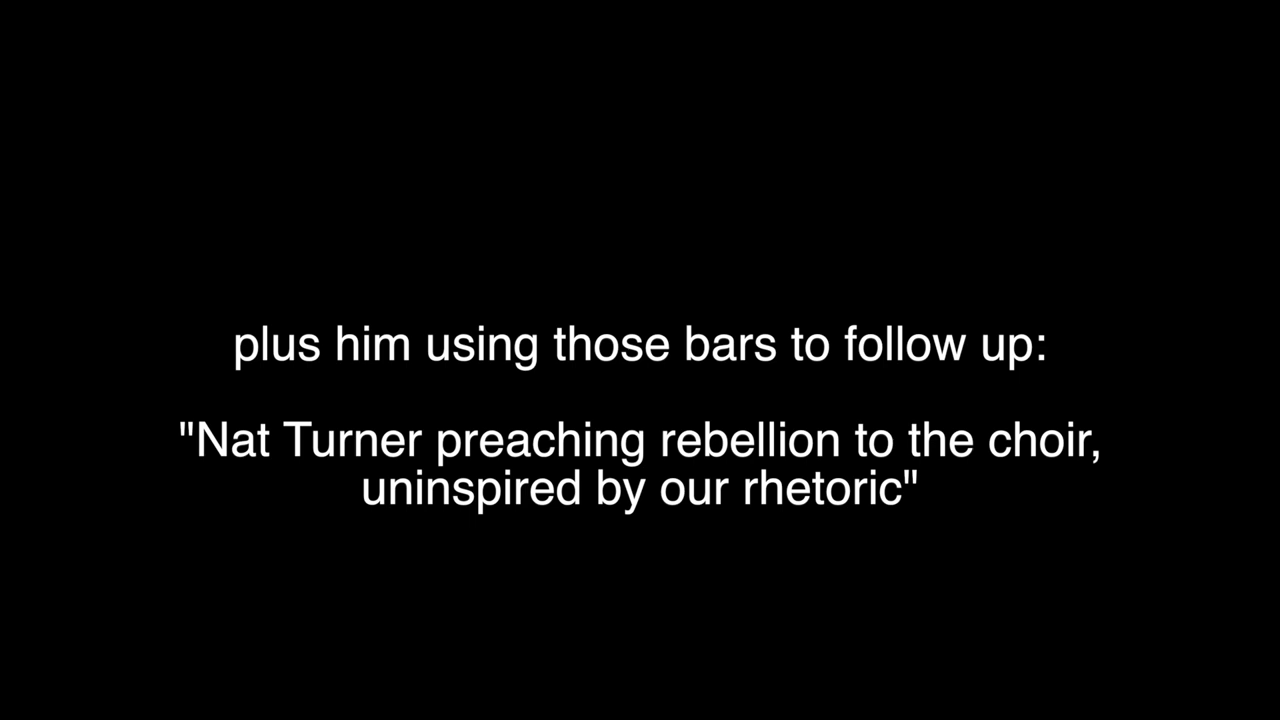 plus him using those bars to follow up:
"Nat Turner preaching rebellion to the choir,
uninspired by our rhetoric"